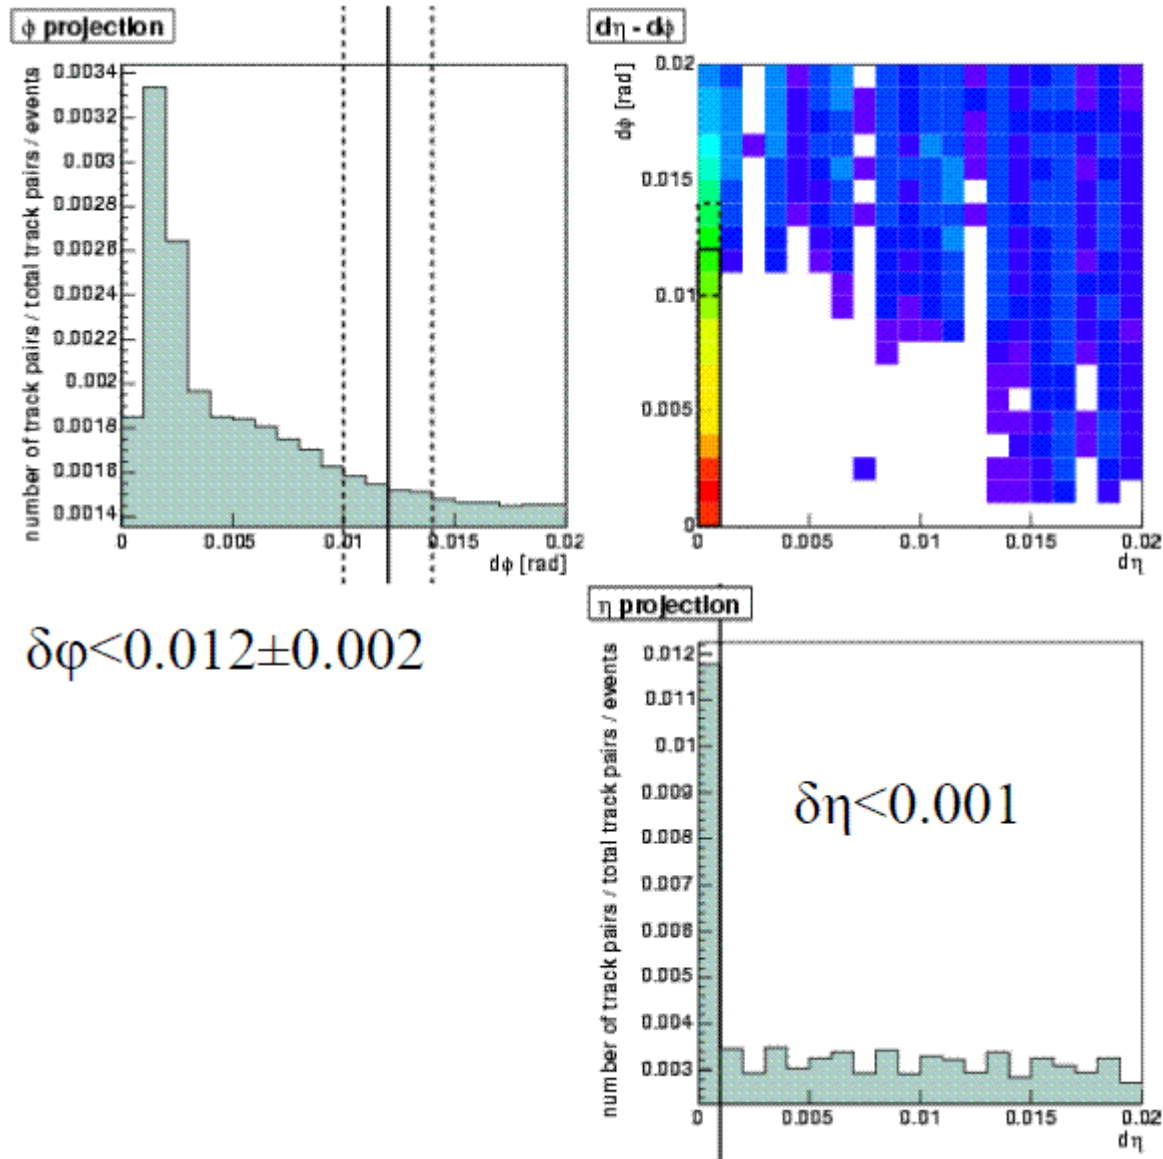 ϕ projection
number of track pairs / total track pairs / events
0.0034
0.0032
0.003
0.0028
0.0026
0.0024
0.0022
0.002
0.0018
0.0016
0.0014
0 0.005 0.01 0.015 0.02
dϕ [rad]
dη - dϕ
dϕ [rad]
0.02
0.015
0.01
0.005
0
0 0.005 0.01 0.015 0.02
dη
δφ<0.012±0.002
η projection
number of track pairs / total track pairs / events
0.012
0.011
0.01
0.009
0.008
0.007
0.006
0.005
0.004
0.003
δη<0.001
0 0.005 0.01 0.015 0.02
dη